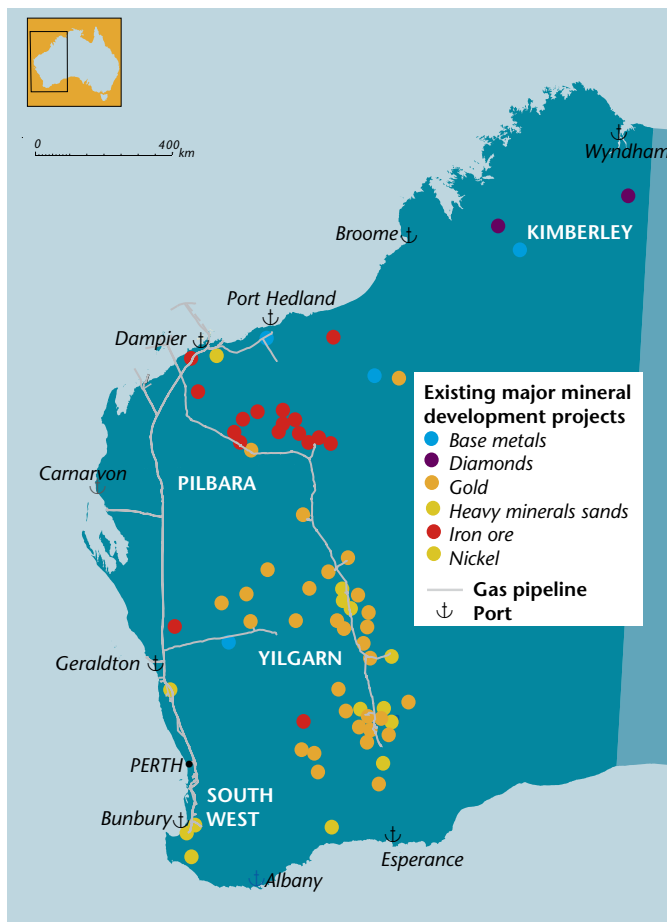 0
400
km
Wyndham
KIMBERLEY
Broome
Port Hedland
Dampier
Existing major mineral
development projects
Base metals
Diamonds
Gold
Heavy minerals sands
Iron ore
Nickel
Gas pipeline
Port
Carnarvon
PILBARA
YILGARN
Geraldton
PERTH
SOUTH
WEST
Bunbury
Esperance
Albany